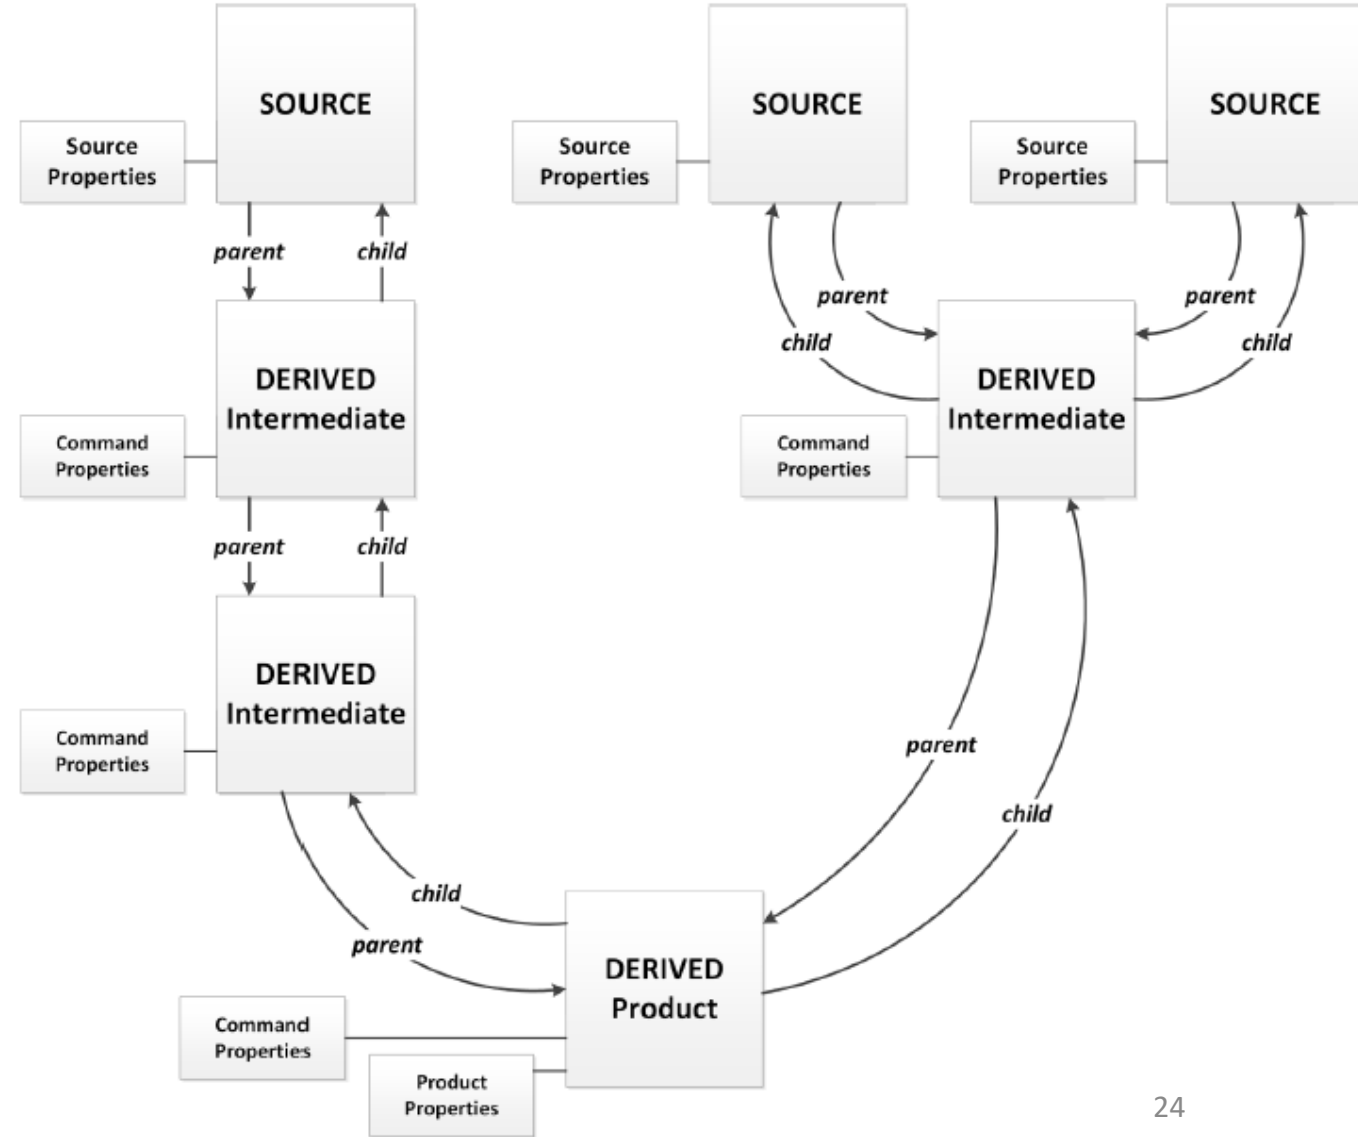 SOURCE
SOURCE
SOURCE
Source
Properties
Source
Properties
Source
Properties
parent
child
parent
child
parent
child
DERIVED
Intermediate
DERIVED
Intermediate
Command
Properties
Command
Properties
parent
child
DERIVED
Intermediate
Command
Properties
parent
child
child
parent
DERIVED
Product
Command
Properties
Product
Properties
24